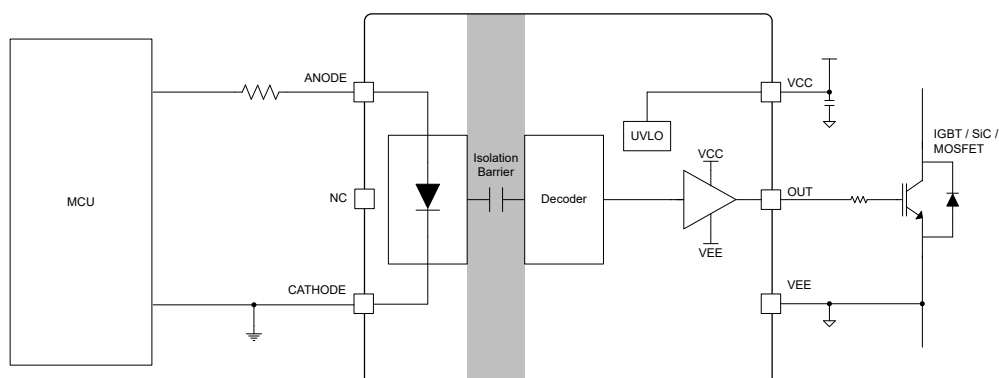 MCU
ANODE
NC
CATHODE
Isolation
Barrier
Decoder
UVLO
VCC
VEE
VCC
OUT
VEE
IGBT / SiC /
MOSFET